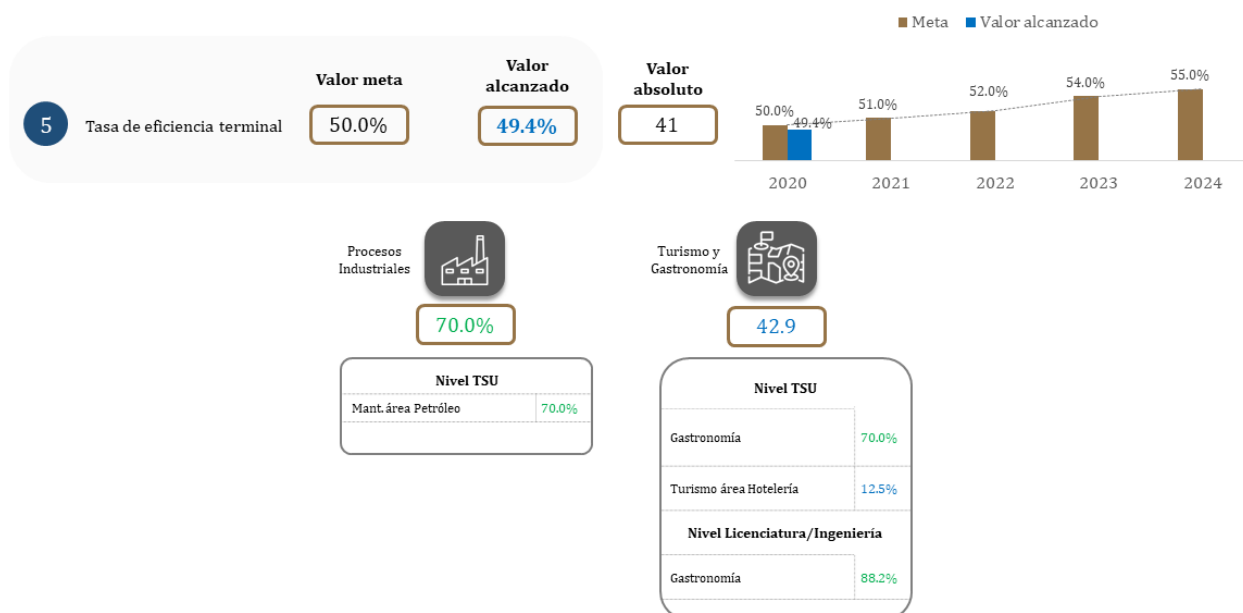 Meta Valor alcanzado
Valor meta
Valor
alcanzado
Valor
absoluto
5 Tasa de eficiencia terminal 50.0% 49.4% 41
50.0% 49.4% 51.0% 52.0% 54.0% 55.0%
2020 2021 2022 2023 2024
Procesos
Industriales
70.0%
Nivel TSU
Mant. área Petróleo 70.0%
Turismo y
Gastronomía
42.9
Nivel TSU
Gastronomía 70.0%
Turismo área Hotelería 12.5%
Nivel Licenciatura/Ingeniería
Gastronomía 88.2%